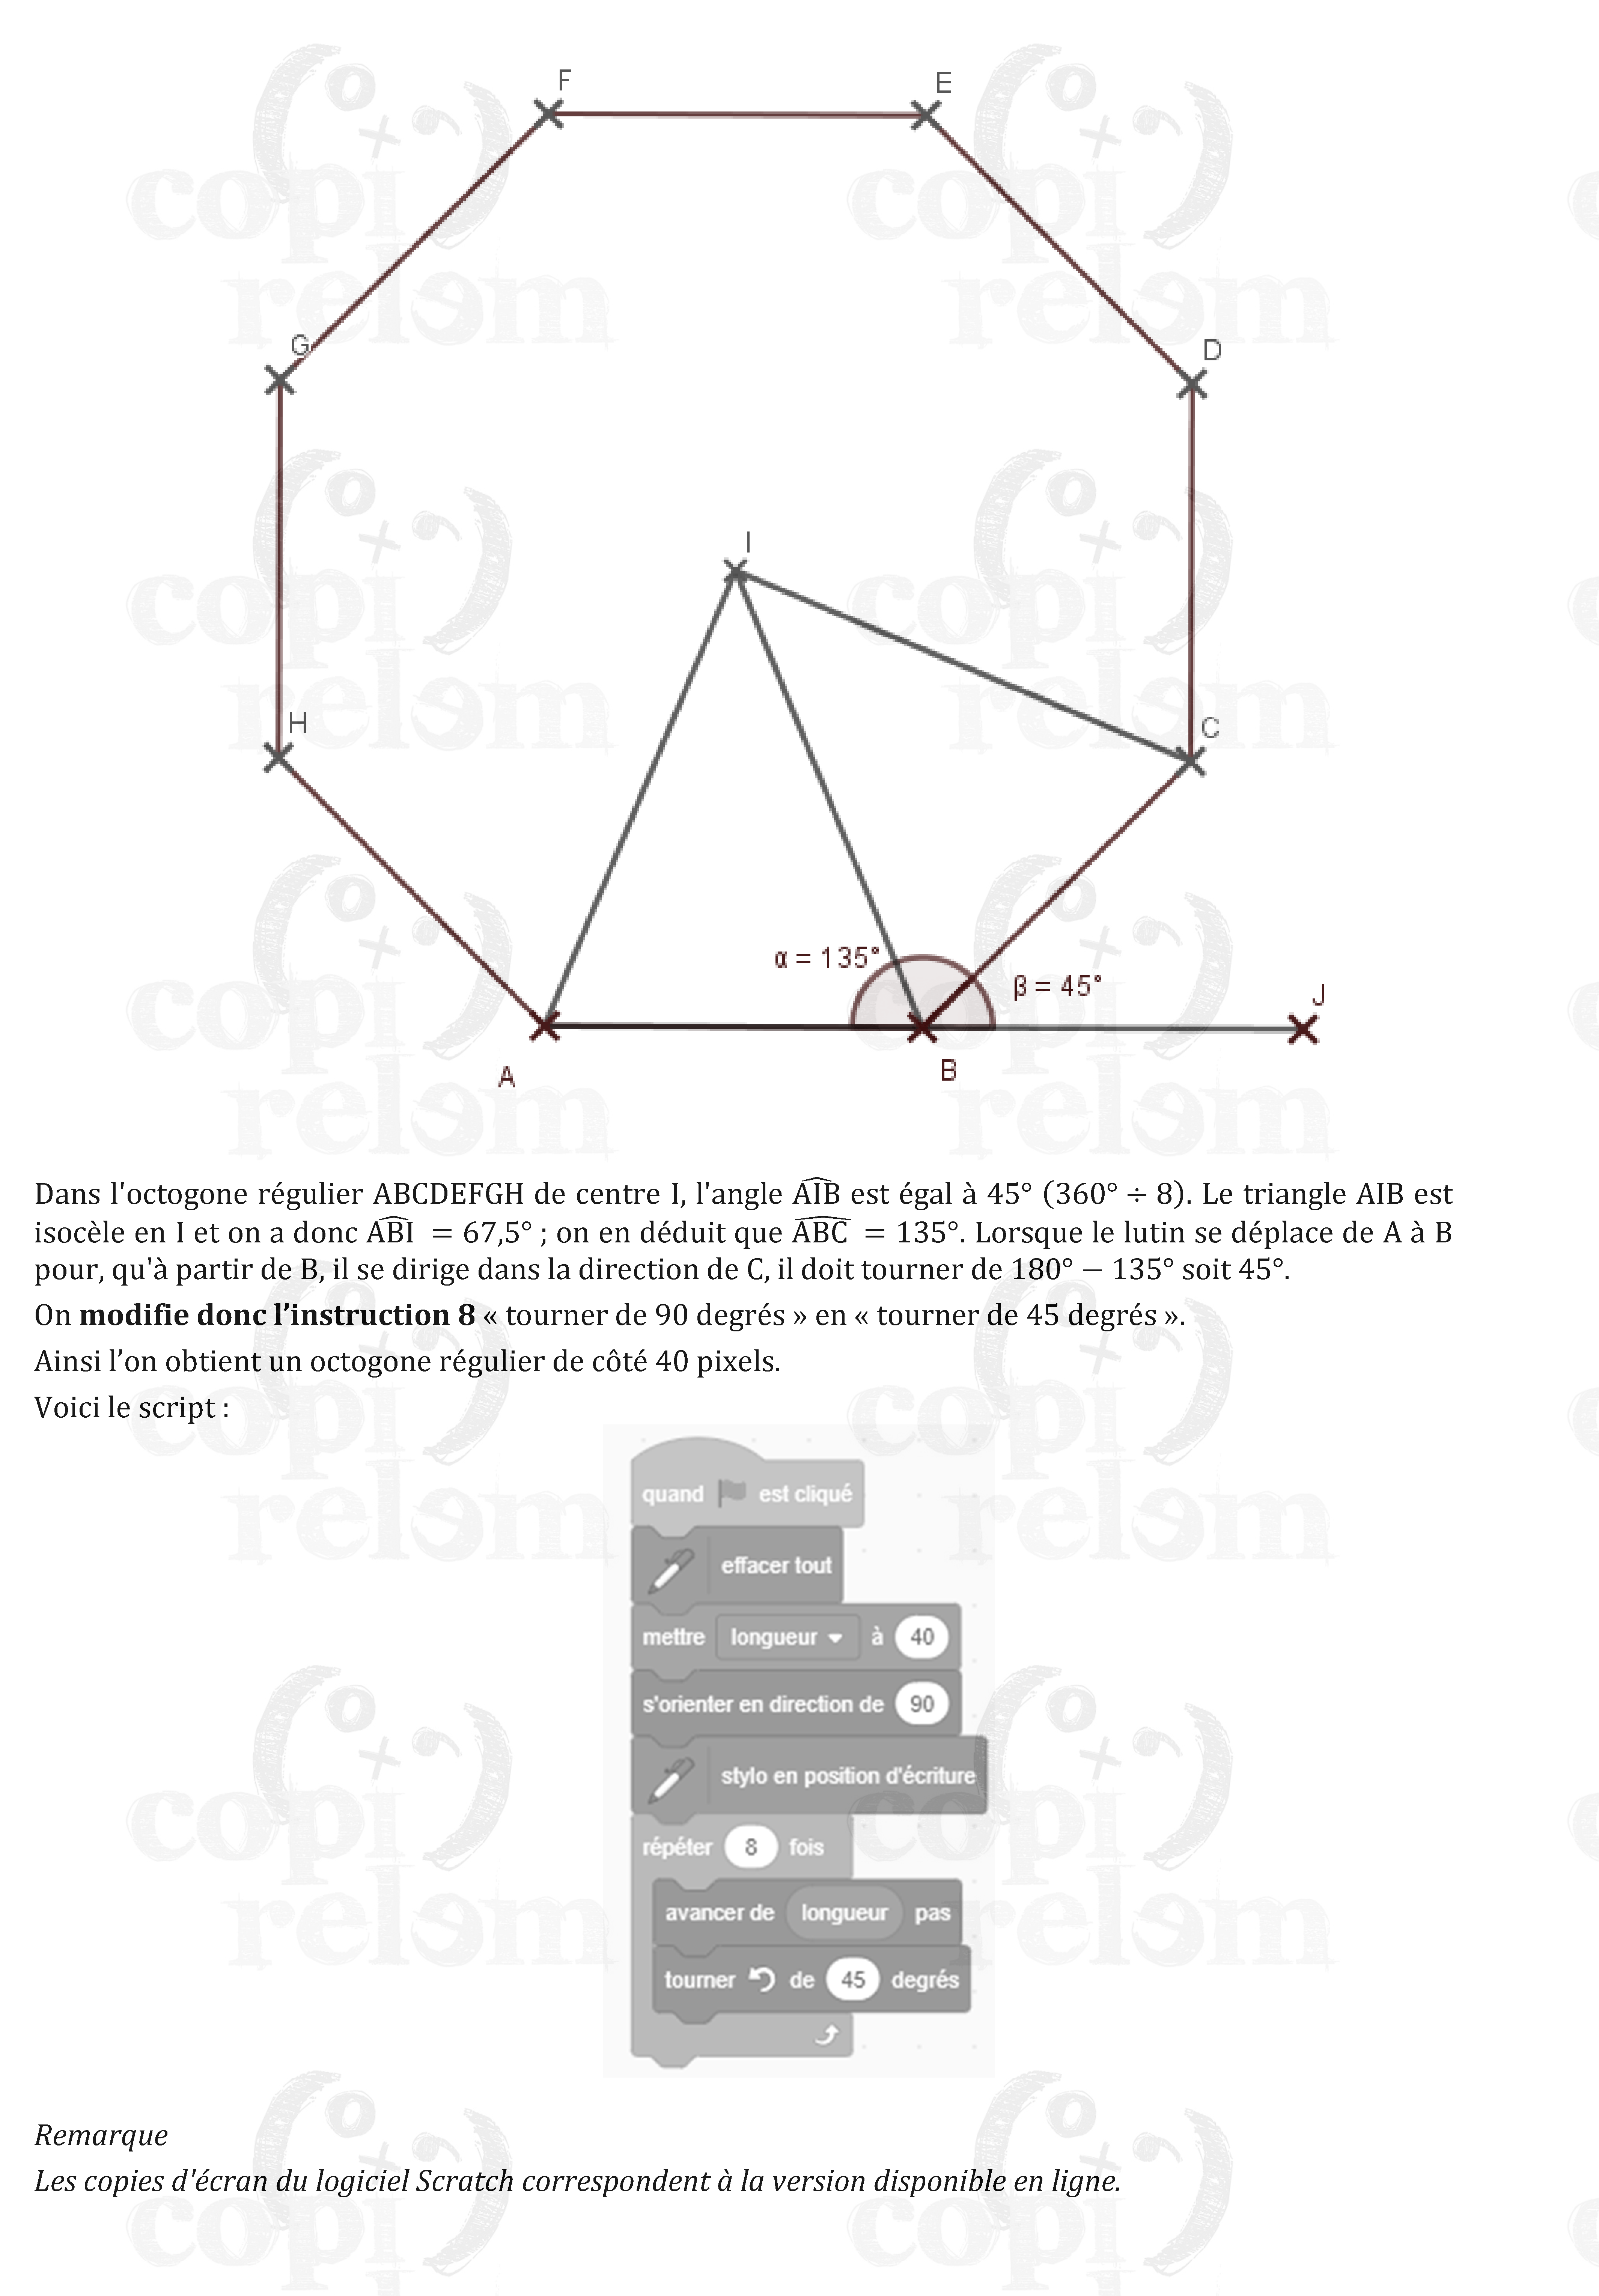 F
E
G
D
I
H
C
α = 135°
β = 45°
J
A
B
Dans l'octogone régulier ABCDEFGH de centre I, l'angle AIB est égal à 45° (360° ÷ 8). Le triangle AIB est
isocèle en I et on a donc ABI = 67,5° ; on en déduit que ABC = 135°. Lorsque le lutin se déplace de A à B
pour, qu'à partir de B, il se dirige dans la direction de C, il doit tourner de 180° − 135° soit 45°.
On modifie donc l’instruction 8 « tourner de 90 degrés » en « tourner de 45 degrés ».
Ainsi l’on obtient un octogone régulier de côté 40 pixels.
Voici le script :
quand est cliqué
effacer tout
mettre longueur à 40
s'orienter en direction de 90
stylo en position d'écriture
répéter 8 fois
avancer de longueur pas
tourner de 45 degrés
Remarque
Les copies d'écran du logiciel Scratch correspondent à la version disponible en ligne.
copi
relem